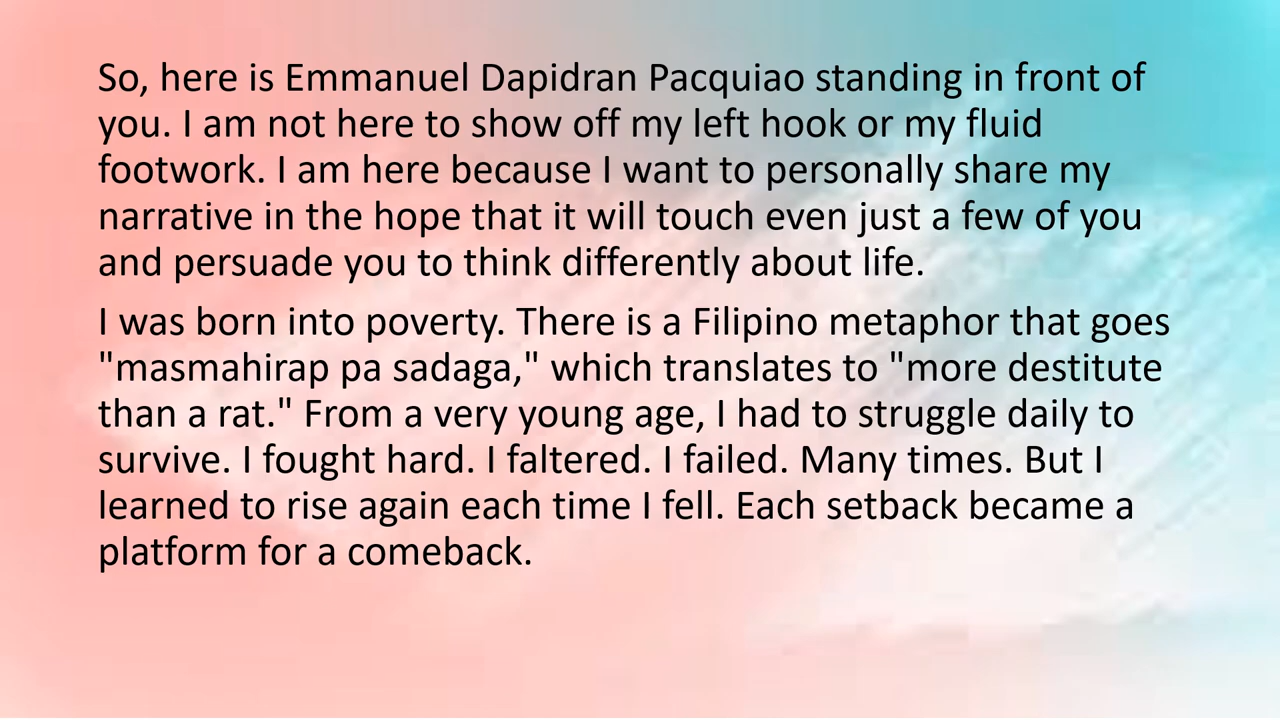 So, here is Emmanuel Dapidran Pacquiao standing in front of
you. I am not here to show off my left hook or my fluid
footwork. I am here because I want to personally share my
narrative in the hope that it will touch even just a few of you
and persuade you to think differently about life.
I was born into poverty. There is a Filipino metaphor that goes
"masmahirap pa sadaga," which translates to "more destitute
than a rat." From a very young age, I had to struggle daily to
survive. I fought hard. I faltered. I failed. Many times. But I
learned to rise again each time I fell. Each setback became a
platform for a comeback.